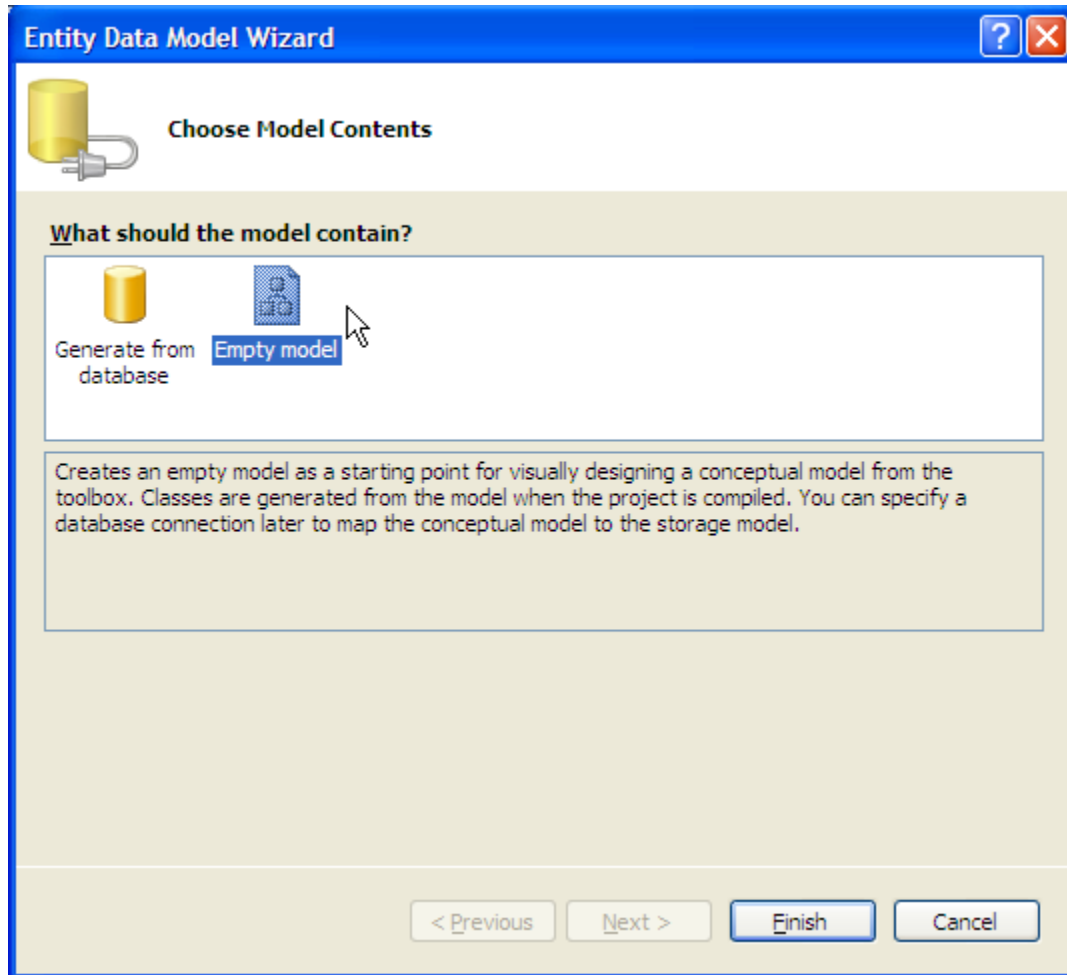 Entity Data Model Wizard
Choose Model Contents
What should the model contain?
Generate from
database
Empty model
Creates an empty model as a starting point for visually designing a conceptual model from the
toolbox. Classes are generated from the model when the project is compiled. You can specify a
database connection later to map the conceptual model to the storage model.
< Previous
Next >
Finish
Cancel